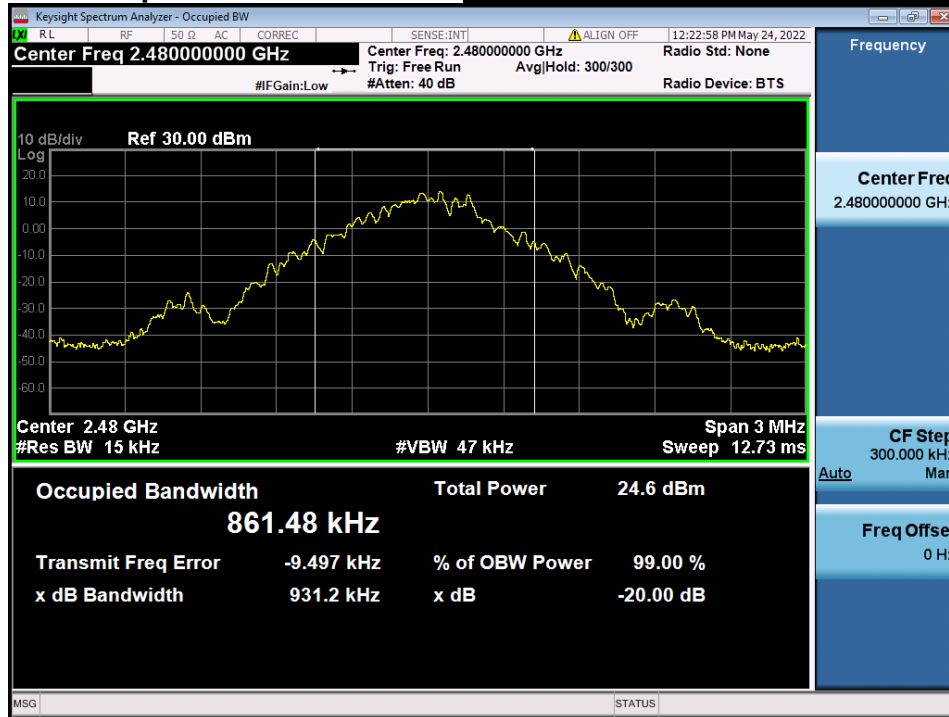 Keysight Spectrum Analyzer - Occupied BW
LXI RL RF 50 Ω AC CORREC SENSE:INT ALIGN OFF 12:22:58 PM May 24, 2022
Center Freq 2.480000000 GHz
Center Freq: 2.480000000 GHz Radio Std: None
Trig: Free Run Avg|Hold: 300/300
#IFGain:Low #Atten: 40 dB Radio Device: BTS
10 dB/div Ref 30.00 dBm
Log
20.0
10.0
0.00
-10.0
-20.0
-30.0
-40.0
-50.0
-60.0
Center 2.48 GHz Span 3 MHz
#Res BW 15 kHz #VBW 47 kHz Sweep 12.73 ms
Occupied Bandwidth Total Power 24.6 dBm
861.48 kHz
Transmit Freq Error -9.497 kHz % of OBW Power 99.00 %
x dB Bandwidth 931.2 kHz x dB -20.00 dB
MSG STATUS
Frequency
Center Freq
2.480000000 GHz
CF Step
300.000 kHz
Auto Man
Freq Offse
0 Hz